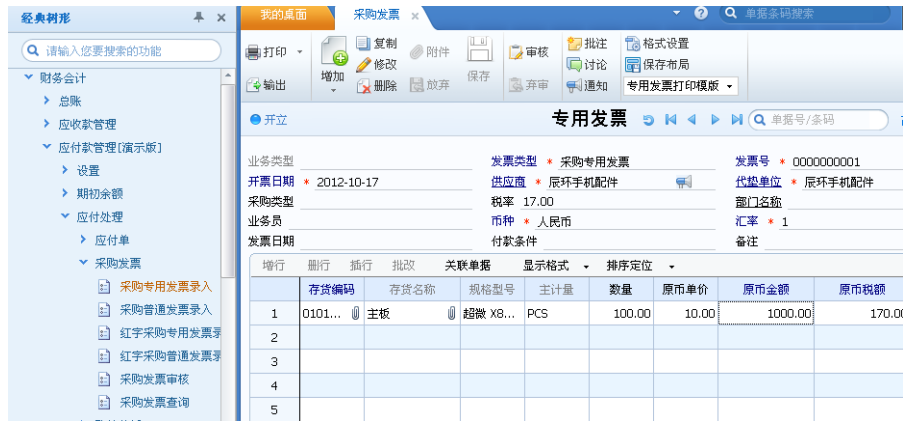 经典树形
我的桌面 采购发票
单据条码搜索
请输入您要搜索的功能
财务会计
总账
应收款管理
应付款管理[演示版]
设置
期初余额
应付处理
应付单
采购发票
采购专用发票录入
采购普通发票录入
红字采购专用发票录
红字采购普通发票录
采购发票审核
采购发票查询
打印 复制 附件 审核 批注 格式设置
增加 修改 保存 讨论 保存布局
输出 删除 放弃 弃审 通知 专用发票打印模版
开立 专用发票 单据号/条码
业务类型 发票类型 * 采购专用发票 发票号 * 0000000001
开票日期 * 2012-10-17 供应商 * 辰环手机配件 代垫单位 * 辰环手机配件
采购类型 税率 17.00 部门名称
业务员 币种 * 人民币 汇率 * 1
发票日期 付款条件 备注
增行 删行 插行 批改 关联单据 显示格式 排序定位
存货编码 存货名称 规格型号 主计量 数量 原币单价 原币金额 原币税额
1 0101... 主板 超微 X8... PCS 100.00 10.00 1000.00 170.00
2
3
4
5